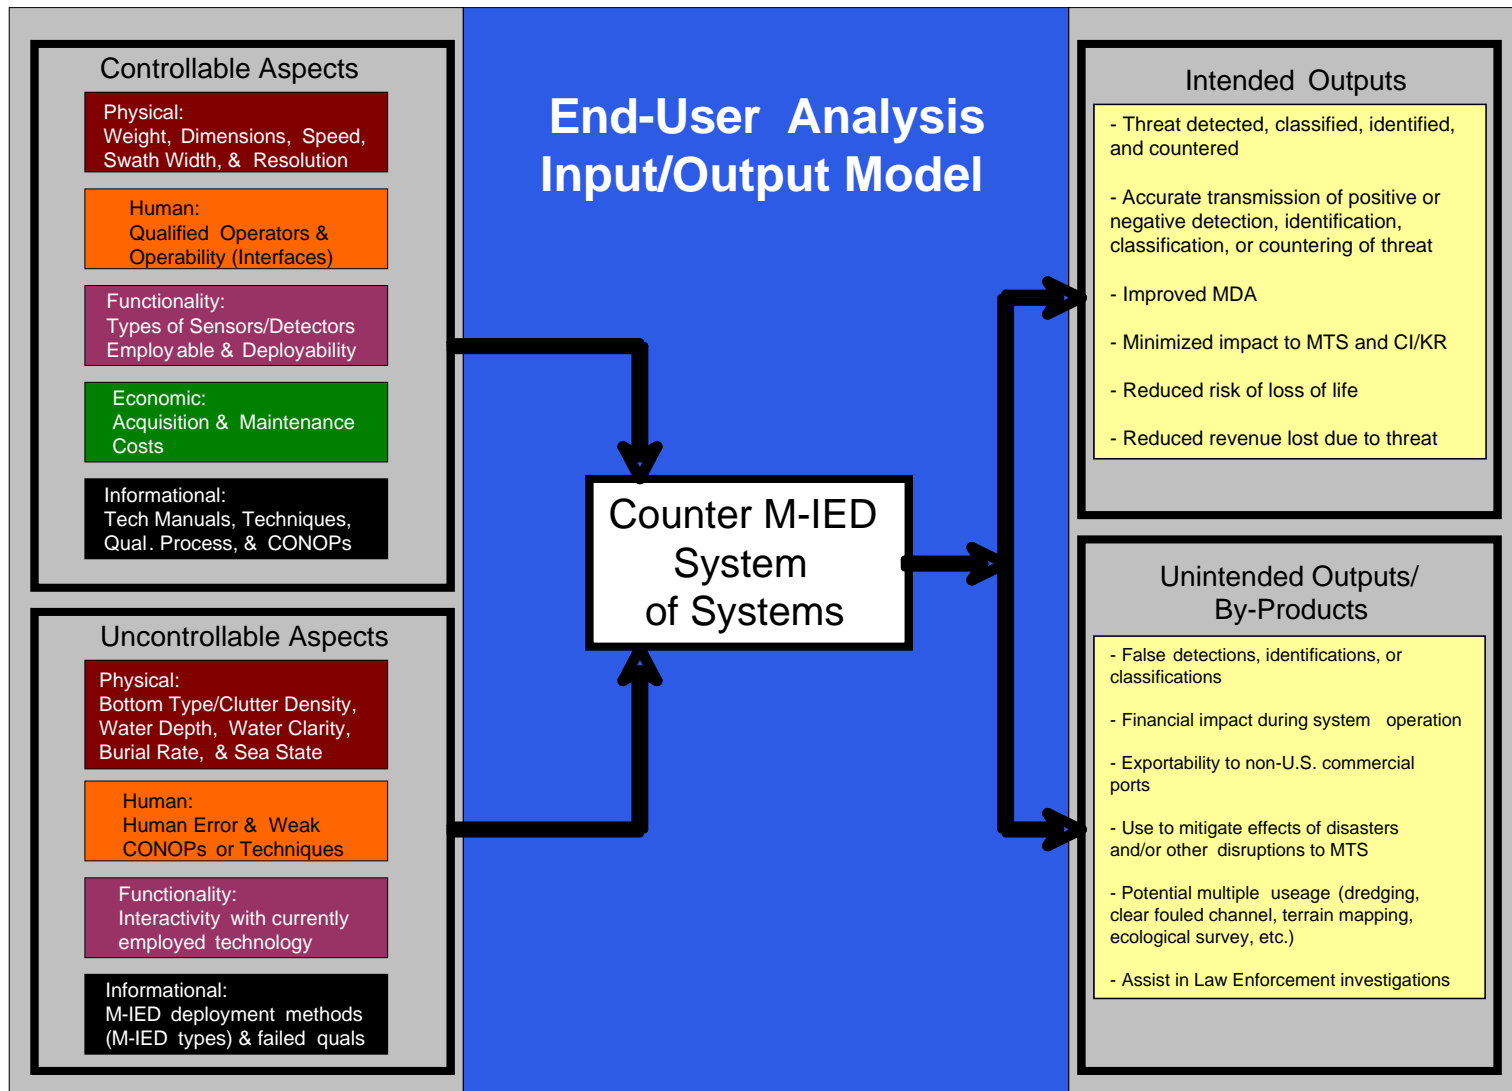 Controllable Aspects
Physical:
Weight, Dimensions, Speed,
Swath Width, & Resolution
Human:
Qualified Operators &
Operability (Interfaces)
Functionality:
Types of Sensors/Detectors
Employable & Deployability
Economic:
Acquisition & Maintenance
Costs
Informational:
Tech Manuals, Techniques,
Qual. Process, & CONOPs
Uncontrollable Aspects
Physical:
Bottom Type/Clutter Density,
Water Depth, Water Clarity,
Burial Rate, & Sea State
Human:
Human Error & Weak
CONOPs or Techniques
Functionality:
Interactivity with currently
employed technology
Informational:
M-IED deployment methods
(M-IED types) & failed quals
End-User Analysis
Input/Output Model
Counter M-IED
System
of Systems
Intended Outputs
- Threat detected, classified, identified,
and countered
- Accurate transmission of positive or
negative detection, identification,
classification, or countering of threat
- Improved MDA
- Minimized impact to MTS and CI/KR
- Reduced risk of loss of life
- Reduced revenue lost due to threat
Unintended Outputs/
By-Products
- False detections, identifications, or
classifications
- Financial impact during system operation
- Exportability to non-U.S. commercial
ports
- Use to mitigate effects of disasters
and/or other disruptions to MTS
- Potential multiple useage (dredging,
clear fouled channel, terrain mapping,
ecological survey, etc.)
- Assist in Law Enforcement investigations